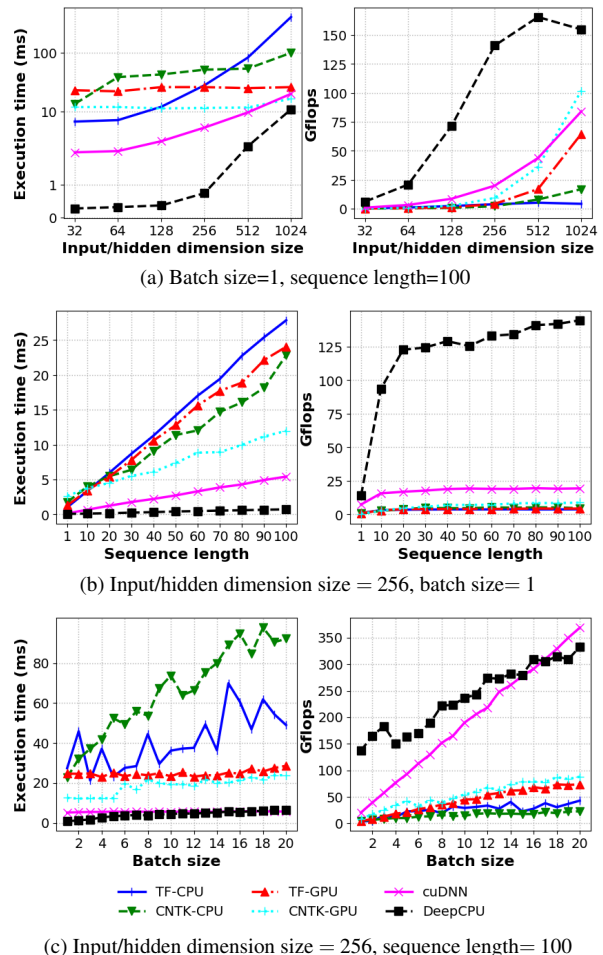 Execution time (ms)
100
10
1
0
32 64 128 256 512 1024
Input/hidden dimension size
Gflops
150
125
100
75
50
25
0
32 64 128 256 512 1024
Input/hidden dimension size
(a) Batch size=1, sequence length=100
Execution time (ms)
25
20
15
10
5
0
1 10 20 30 40 50 60 70 80 90 100
Sequence length
Gflops
125
100
75
50
25
0
1 10 20 30 40 50 60 70 80 90 100
Sequence length
(b) Input/hidden dimension size = 256, batch size= 1
Execution time (ms)
80
60
40
20
0
2 4 6 8 10 12 14 16 18 20
Batch size
Gflops
350
300
250
200
150
100
50
0
2 4 6 8 10 12 14 16 18 20
Batch size
TF-CPU TF-GPU cuDNN
CNTK-CPU CNTK-GPU DeepCPU
(c) Input/hidden dimension size = 256, sequence length= 100